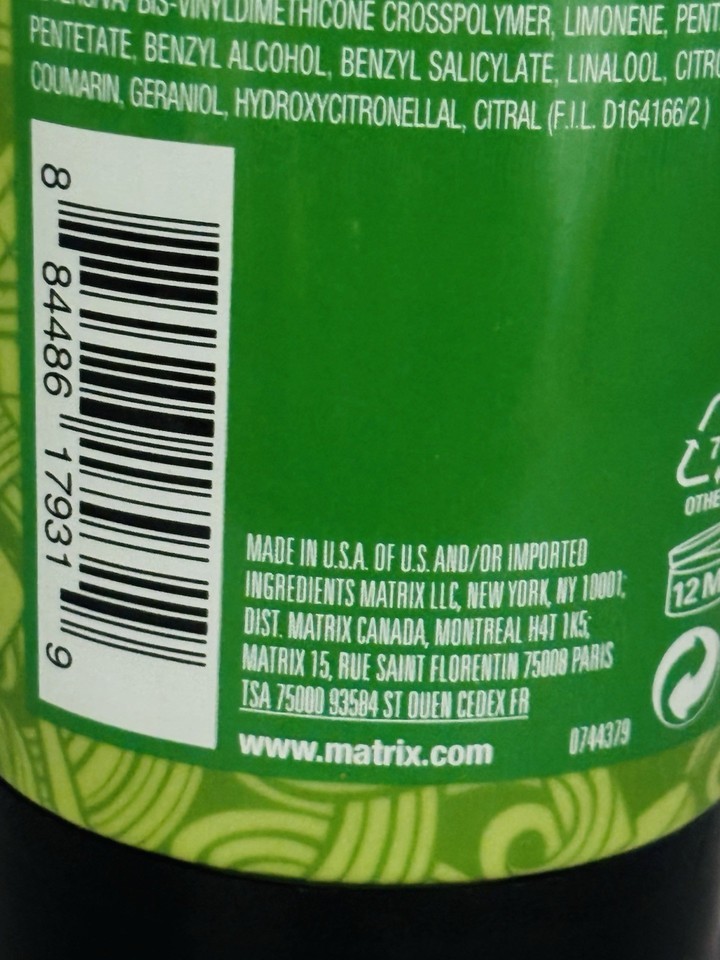 BIS-VINYLDIMETHICONE CROSSPOLYMER, LIMONENE,
PENTETATE, BENZYL ALCOHOL, BENZYL SALICYLATE, LINALOOL,
COUMARIN, GERANIOL, HYDROXYCITRONELLAL, CITRAL (F.I.L. D164166/2)
8 84486 17931 9
MADE IN U.S.A. OF U.S. AND/OR IMPORTED
INGREDIENTS MATRIX LLC, NEW YORK, NY 10001;
DIST. MATRIX CANADA, MONTREAL H4T 1K5;
MATRIX 15, RUE SAINT FLORENTIN 75008 PARIS
TSA 75000 93584 ST OUEN CEDEX FR
www.matrix.com
0744379
7
12 M